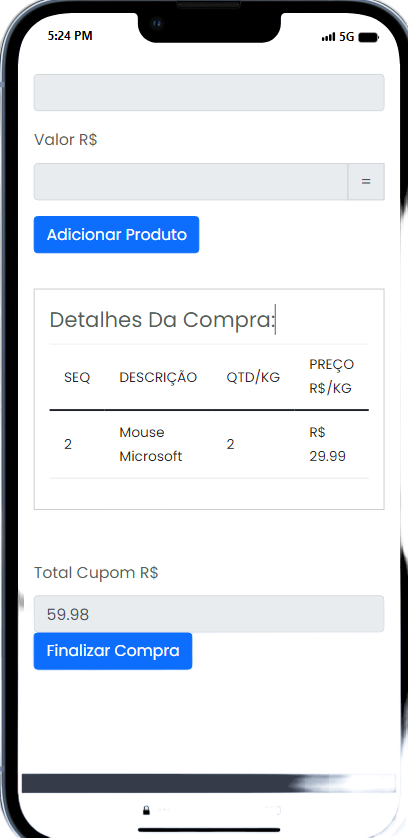 5:24 PM 5G
Valor R$
=
Adicionar Produto
Detalhes Da Compra:
SEQ DESCRIÇÃO QTD/KG PREÇO R$/KG
2 Mouse Microsoft 2 R$ 29.99
Total Cupom R$
59.98
Finalizar Compra